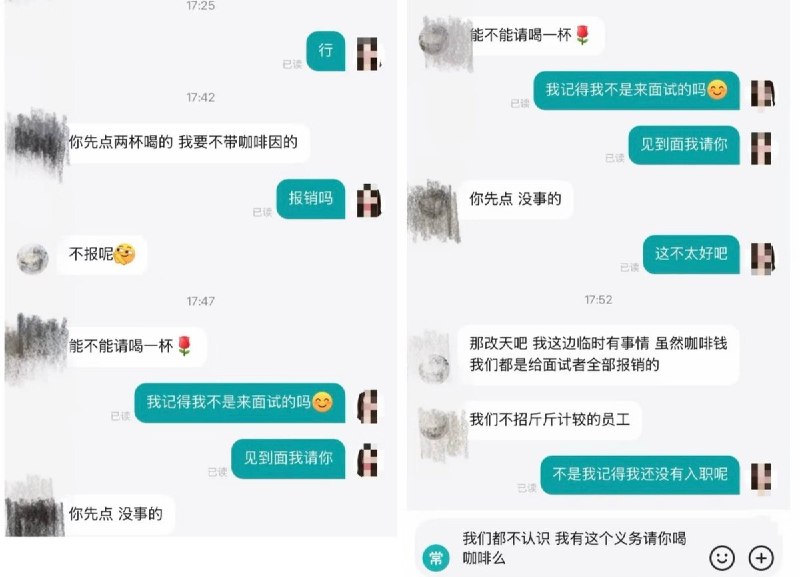 17:25
行
已读
17:42
你先点两杯喝的 我要不带咖啡因的
报销吗
已读
不报呢
17:47
能不能请喝一杯🌹
我记得我不是来面试的吗😊
已读
见到面我请你
已读
你先点 没事的
能不能请喝一杯🌹
我记得我不是来面试的吗😊
已读
见到面我请你
已读
你先点 没事的
这不太好吧
已读
17:52
那改天吧 我这边临时有事情 虽然咖啡钱
我们都是给面试者全部报销的
我们不招斤斤计较的员工
不是我记得我还没有入职呢
已读
常
我们都不认识 我有这个义务请你喝
咖啡么